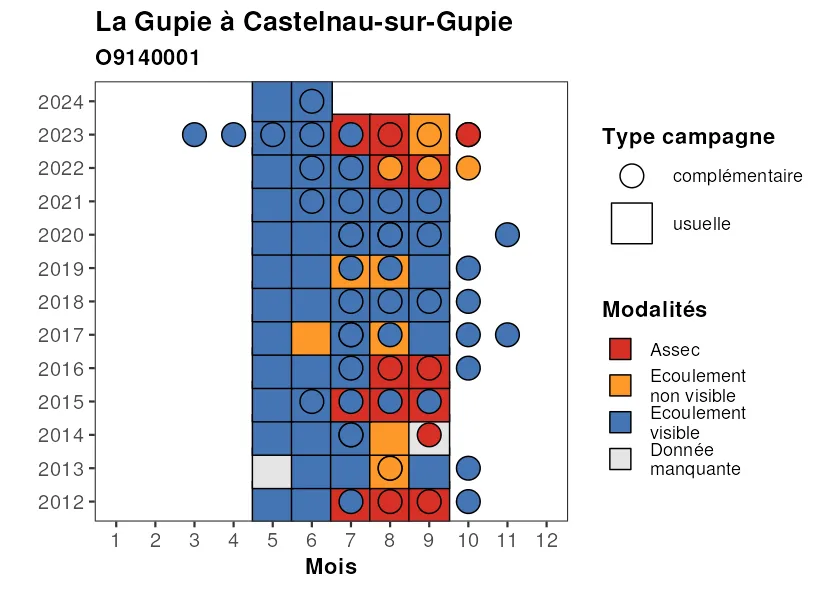 La Gupie à Castelnau-sur-Gupie
O9140001
2024
2023
2022
2021
2020
2019
2018
2017
2016
2015
2014
2013
2012
1 2 3 4 5 6 7 8 9 10 11 12
Mois
Type campagne
complémentaire
usuelle
Modalités
Assec
Ecoulement
non visible
Ecoulement
visible
Donnée
manquante